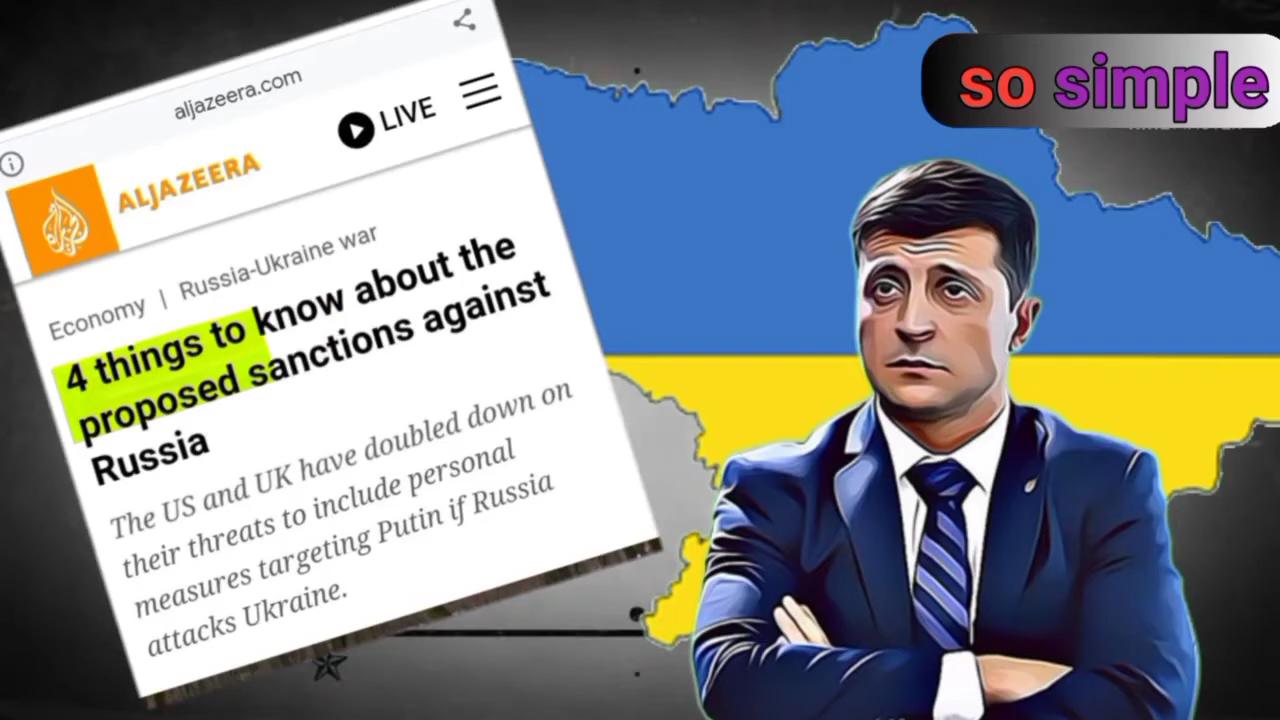 aljazeera.com
ALJAZEERA
LIVE
Economy | Russia-Ukraine war
4 things to know about the
proposed sanctions against
Russia
The US and UK have doubled down on
their threats to include personal
measures targeting Putin if Russia
attacks Ukraine.
so simple